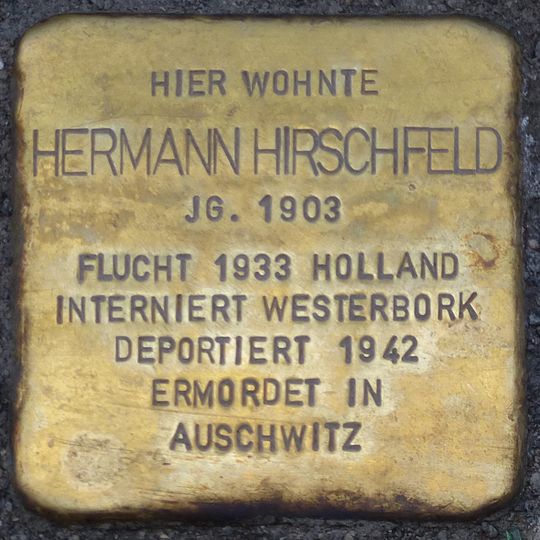 HIER WOHNTE
HERMANN HIRSCHFELD
JG. 1903
FLUCHT 1933 HOLLAND
INTERNIERT WESTERBORK
DEPORTIERT 1942
ERMORDET IN
AUSCHWITZ